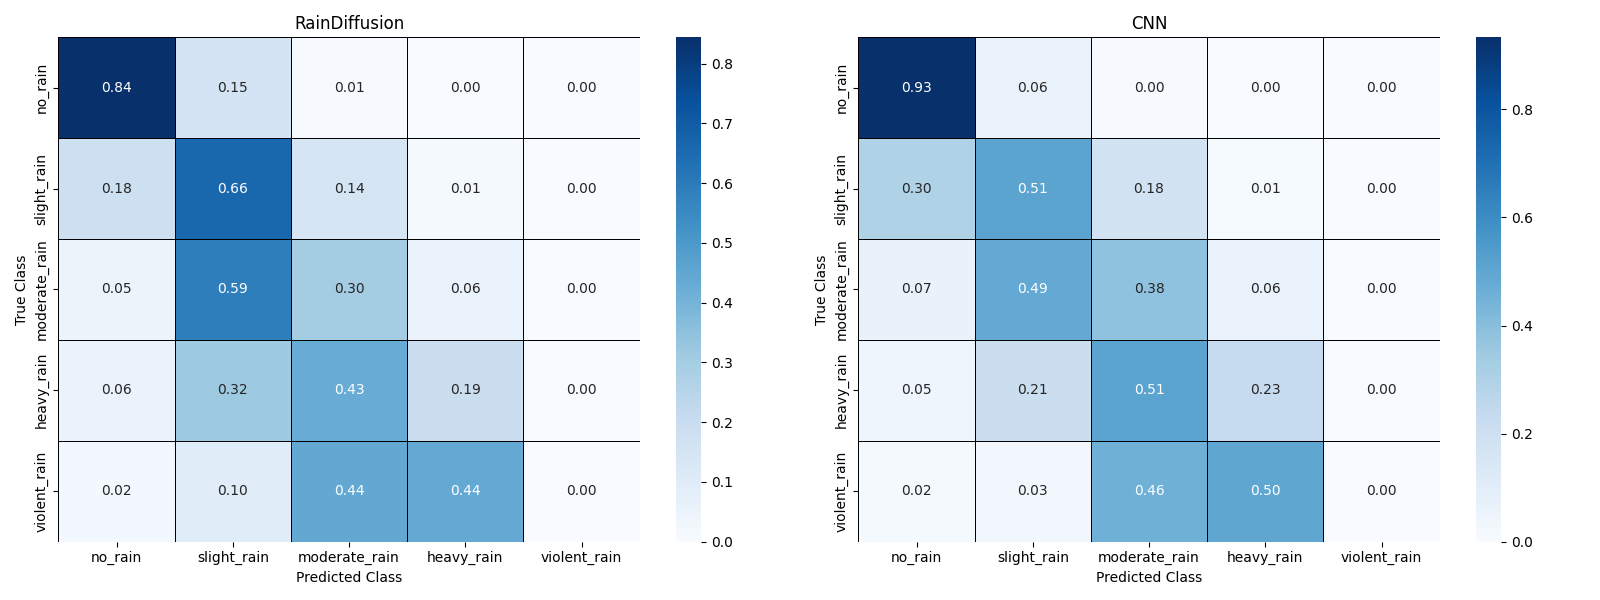 RainDiffusion
no_rain 0.84 0.15 0.01 0.00 0.00
slight_rain 0.18 0.66 0.14 0.01 0.00
moderate_rain 0.05 0.59 0.30 0.06 0.00
heavy_rain 0.06 0.32 0.43 0.19 0.00
violent_rain 0.02 0.10 0.44 0.44 0.00
True Class
no_rain slight_rain moderate_rain heavy_rain violent_rain
Predicted Class
0.8
0.7
0.6
0.5
0.4
0.3
0.2
0.1
0.0
CNN
no_rain 0.93 0.06 0.00 0.00 0.00
slight_rain 0.30 0.51 0.18 0.01 0.00
moderate_rain 0.07 0.49 0.38 0.06 0.00
heavy_rain 0.05 0.21 0.51 0.23 0.00
violent_rain 0.02 0.03 0.46 0.50 0.00
True Class
no_rain slight_rain moderate_rain heavy_rain violent_rain
Predicted Class
0.8
0.6
0.4
0.2
0.0